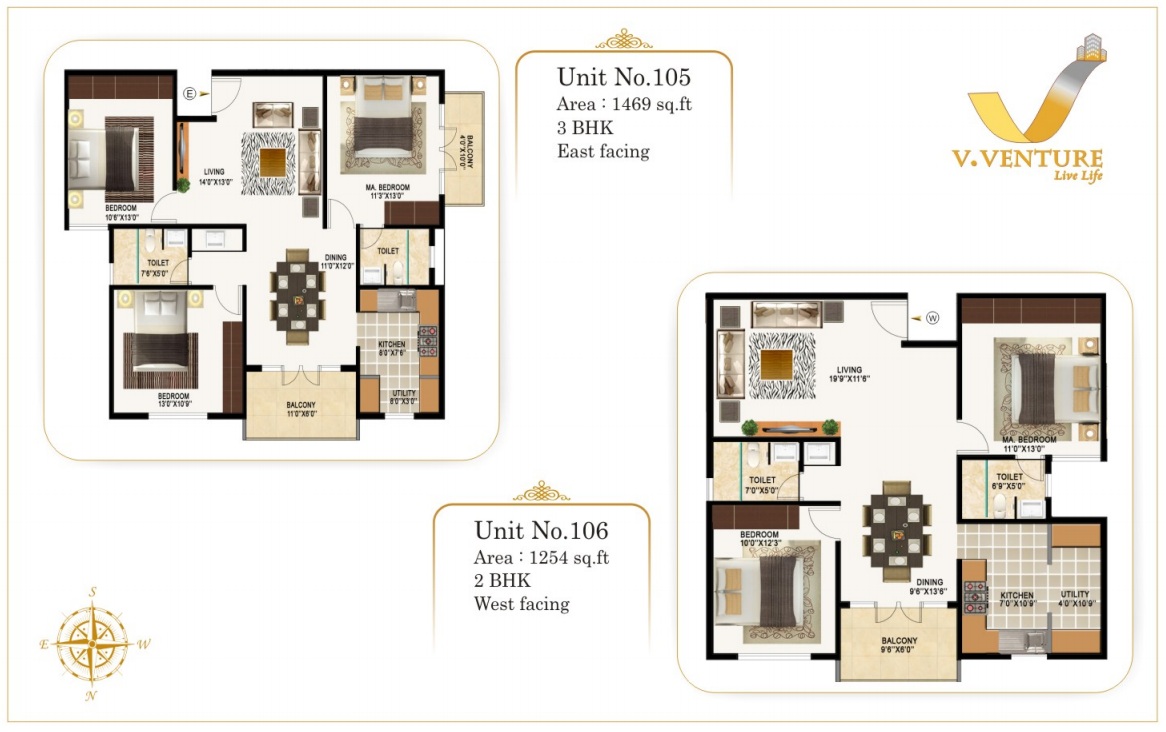 Unit No.105
Area : 1469 sq.ft
3 BHK
East facing
V.VENTURE
Live Life
E
LIVING
14'0"X13'0"
BEDROOM
10'6"X13'0"
MA. BEDROOM
11'3"X13'0"
BALCONY
4'0"X10'0"
TOILET
7'6"X5'0"
DINING
11'0"X12'0"
TOILET
KITCHEN
8'0"X7'6"
UTILITY
8'0"X3'0"
BEDROOM
13'0"X10'9"
BALCONY
11'0"X6'0"
W
LIVING
19'9"X11'6"
MA. BEDROOM
11'0"X13'0"
TOILET
7'0"X5'0"
TOILET
6'9"X5'0"
BEDROOM
10'0"X12'3"
DINING
9'6"X13'6"
KITCHEN
7'0"X10'9"
UTILITY
4'0"X10'9"
BALCONY
9'6"X6'0"
Unit No.106
Area : 1254 sq.ft
2 BHK
West facing
S
E W
N